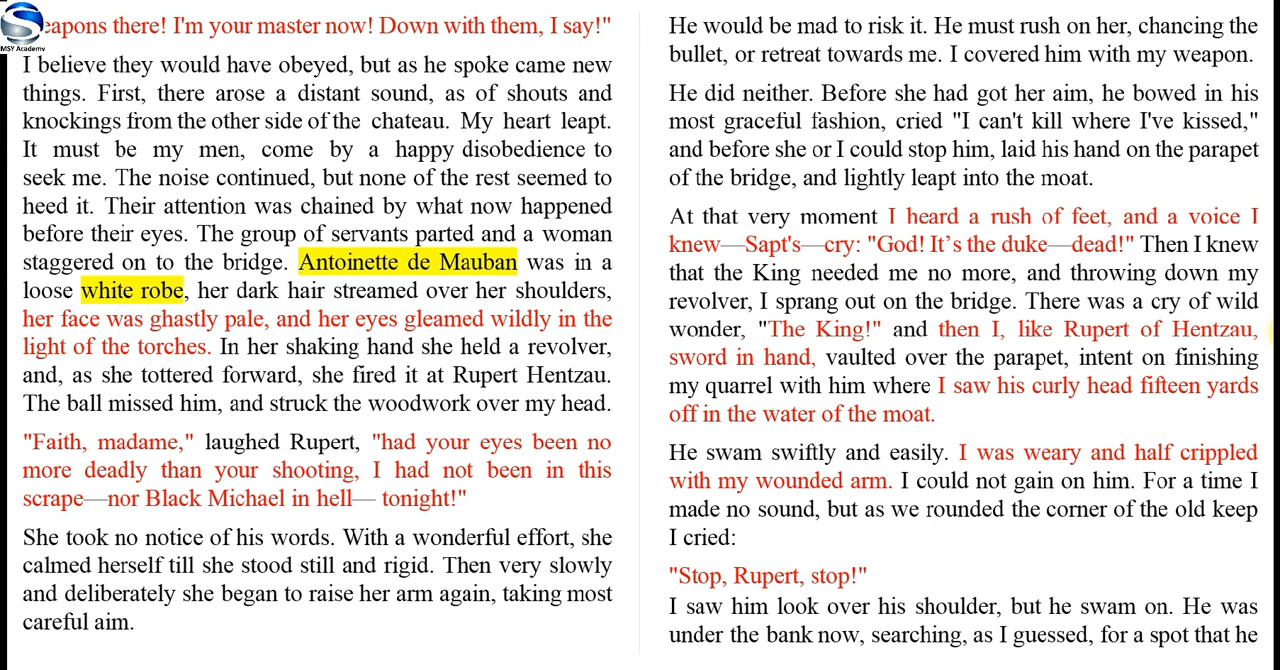 MSY Academy
eapons there! I'm your master now! Down with them, I say!"
I believe they would have obeyed, but as he spoke came new
things. First, there arose a distant sound, as of shouts and
knockings from the other side of the chateau. My heart leapt.
It must be my men, come by a happy disobedience to
seek me. The noise continued, but none of the rest seemed to
heed it. Their attention was chained by what now happened
before their eyes. The group of servants parted and a woman
staggered on to the bridge. Antoinette de Mauban was in a
loose white robe, her dark hair streamed over her shoulders,
her face was ghastly pale, and her eyes gleamed wildly in the
light of the torches. In her shaking hand she held a revolver,
and, as she tottered forward, she fired it at Rupert Hentzau.
The ball missed him, and struck the woodwork over my head.
"Faith, madame," laughed Rupert, "had your eyes been no
more deadly than your shooting, I had not been in this
scrape—nor Black Michael in hell— tonight!"
She took no notice of his words. With a wonderful effort, she
calmed herself till she stood still and rigid. Then very slowly
and deliberately she began to raise her arm again, taking most
careful aim.
He would be mad to risk it. He must rush on her, chancing the
bullet, or retreat towards me. I covered him with my weapon.
He did neither. Before she had got her aim, he bowed in his
most graceful fashion, cried "I can't kill where I've kissed,"
and before she or I could stop him, laid his hand on the parapet
of the bridge, and lightly leapt into the moat.
At that very moment I heard a rush of feet, and a voice I
knew—Sapt's—cry: "God! It’s the duke—dead!" Then I knew
that the King needed me no more, and throwing down my
revolver, I sprang out on the bridge. There was a cry of wild
wonder, "The King!" and then I, like Rupert of Hentzau,
sword in hand, vaulted over the parapet, intent on finishing
my quarrel with him where I saw his curly head fifteen yards
off in the water of the moat.
He swam swiftly and easily. I was weary and half crippled
with my wounded arm. I could not gain on him. For a time I
made no sound, but as we rounded the corner of the old keep
I cried:
"Stop, Rupert, stop!"
I saw him look over his shoulder, but he swam on. He was
under the bank now, searching, as I guessed, for a spot that he